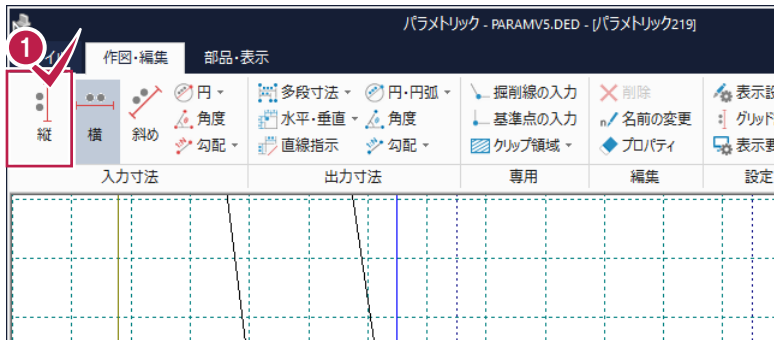 パラメトリック - PARAMV5.DED - [パラメトリック219]
1
作図・編集 部品・表示
縦 横 斜め
円
角度
勾配
入力寸法
多段寸法 円・円弧
水平・垂直 角度
直線指示 勾配
出力寸法
掘削線の入力
基準点の入力
クリップ領域
専用
削除
名前の変更
プロパティ
編集
表示設
グリッド
表示要
設定